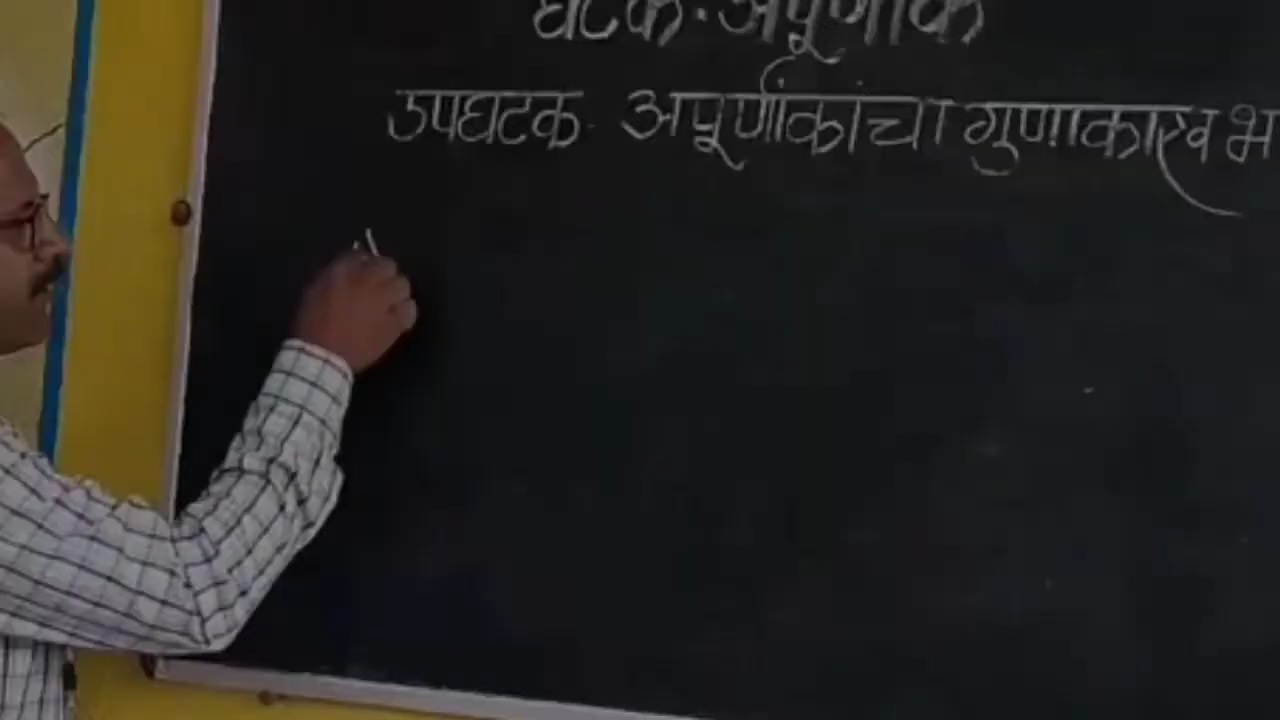 घटक. अपूर्णांक
उपघटक अपूर्णांकांचा गुणाकार व